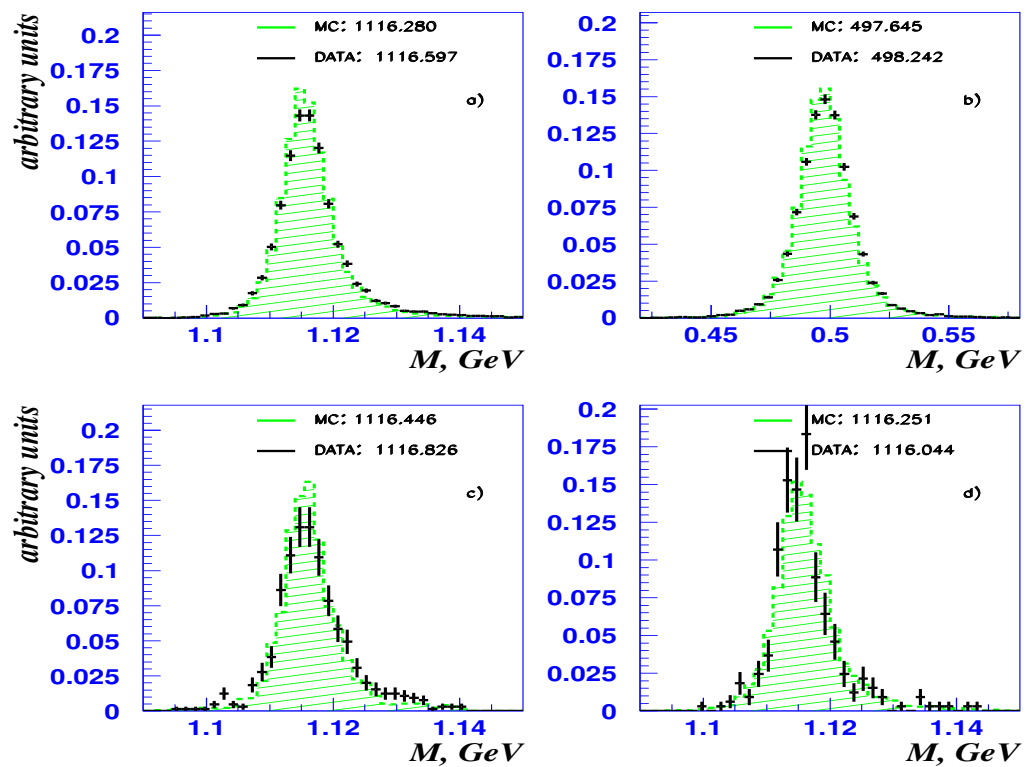 MC: 1116.280
DATA: 1116.597
a)
arbitrary units
0.2
0.175
0.15
0.125
0.1
0.075
0.05
0.025
0
1.1
1.12
1.14
M, GeV
MC: 497.645
DATA: 498.242
b)
0.2
0.175
0.15
0.125
0.1
0.075
0.05
0.025
0
0.45
0.5
0.55
M, GeV
MC: 1116.446
DATA: 1116.826
c)
arbitrary units
0.2
0.175
0.15
0.125
0.1
0.075
0.05
0.025
0
1.1
1.12
1.14
M, GeV
MC: 1116.251
DATA: 1116.044
d)
0.2
0.175
0.15
0.125
0.1
0.075
0.05
0.025
0
1.1
1.12
1.14
M, GeV